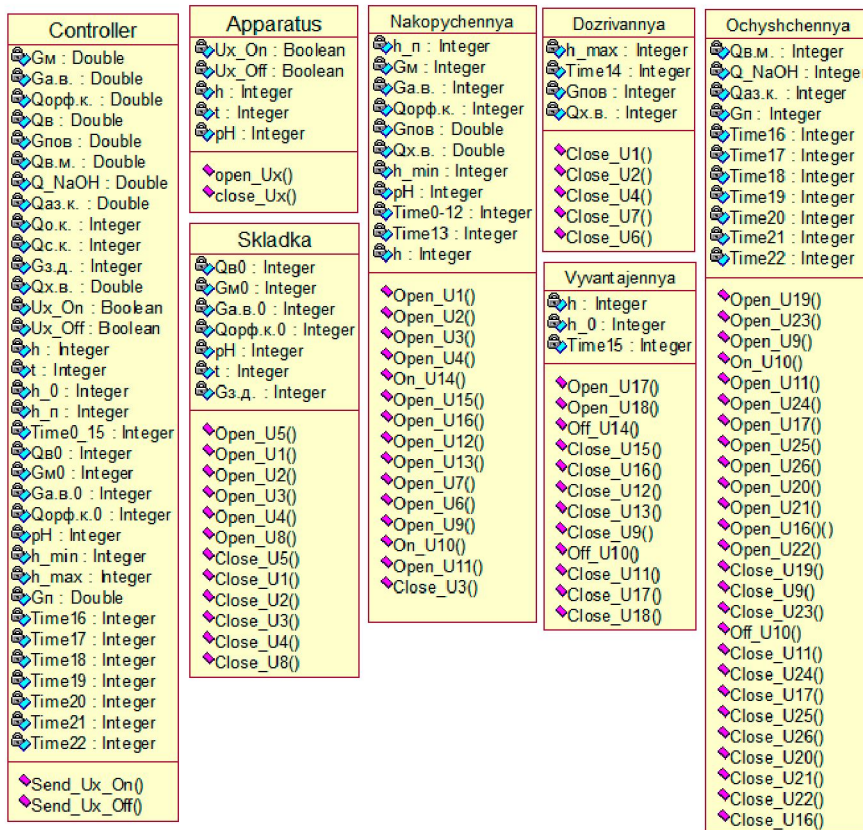 Controller
Gм : Double
Ga.в. : Double
Qорф.к. : Double
Qв : Double
Gпов : Double
Qв.м. : Double
Q_NaOH : Double
Qаз.к. : Double
Qо.к. : Integer
Qс.к. : Integer
Gз.д. : Integer
Qх.в. : Double
Ux_On : Boolean
Ux_Off : Boolean
h : Integer
t : Integer
h_0 : Integer
h_п : Integer
Time0_15 : Integer
Qв0 : Integer
Gм0 : Integer
Ga.в.0 : Integer
Qорф.к.0 : Integer
pH : Integer
h_min : Integer
h_max : Integer
Gп : Double
Time16 : Integer
Time17 : Integer
Time18 : Integer
Time19 : Integer
Time20 : Integer
Time21 : Integer
Time22 : Integer
Send_Ux_On()
Send_Ux_Off()
Apparatus
Ux_On : Boolean
Ux_Off : Boolean
h : Integer
t : Integer
pH : Integer
open_Ux()
close_Ux()
Skladka
Qв0 : Integer
Gм0 : Integer
Ga.в.0 : Integer
Qорф.к.0 : Integer
pH : Integer
t : Integer
Gз.д. : Integer
Open_U5()
Open_U1()
Open_U2()
Open_U3()
Open_U4()
Open_U8()
Close_U5()
Close_U1()
Close_U2()
Close_U3()
Close_U4()
Close_U8()
Nakopychennya
h_п : Integer
Gм : Integer
Ga.в. : Integer
Qорф.к. : Integer
Gпов : Double
Qх.в. : Double
h_min : Integer
pH : Integer
Time0-12 : Integer
Time13 : Integer
h : Integer
Open_U1()
Open_U2()
Open_U3()
Open_U4()
On_U14()
Open_U15()
Open_U16()
Open_U12()
Open_U13()
Open_U7()
Open_U6()
Open_U9()
On_U10()
Open_U11()
Close_U3()
Dozrivannya
h_max : Integer
Time14 : Integer
Gпов : Integer
Qх.в. : Integer
Close_U1()
Close_U2()
Close_U4()
Close_U7()
Close_U6()
Vyvantajennya
h : Integer
h_0 : Integer
Time15 : Integer
Open_U17()
Open_U18()
Off_U14()
Close_U15()
Close_U16()
Close_U12()
Close_U13()
Close_U9()
Off_U10()
Close_U11()
Close_U17()
Close_U18()
Ochyshchennya
Qв.м. : Integer
Q_NaOH : Integer
Qаз.к. : Integer
Gп : Integer
Time16 : Integer
Time17 : Integer
Time18 : Integer
Time19 : Integer
Time20 : Integer
Time21 : Integer
Time22 : Integer
Open_U19()
Open_U23()
Open_U9()
On_U10()
Open_U11()
Open_U24()
Open_U17()
Open_U25()
Open_U26()
Open_U20()
Open_U21()
Open_U16()()
Open_U22()
Close_U19()
Close_U9()
Close_U23()
Off_U10()
Close_U11()
Close_U24()
Close_U17()
Close_U25()
Close_U26()
Close_U20()
Close_U21()
Close_U22()
Close_U16()